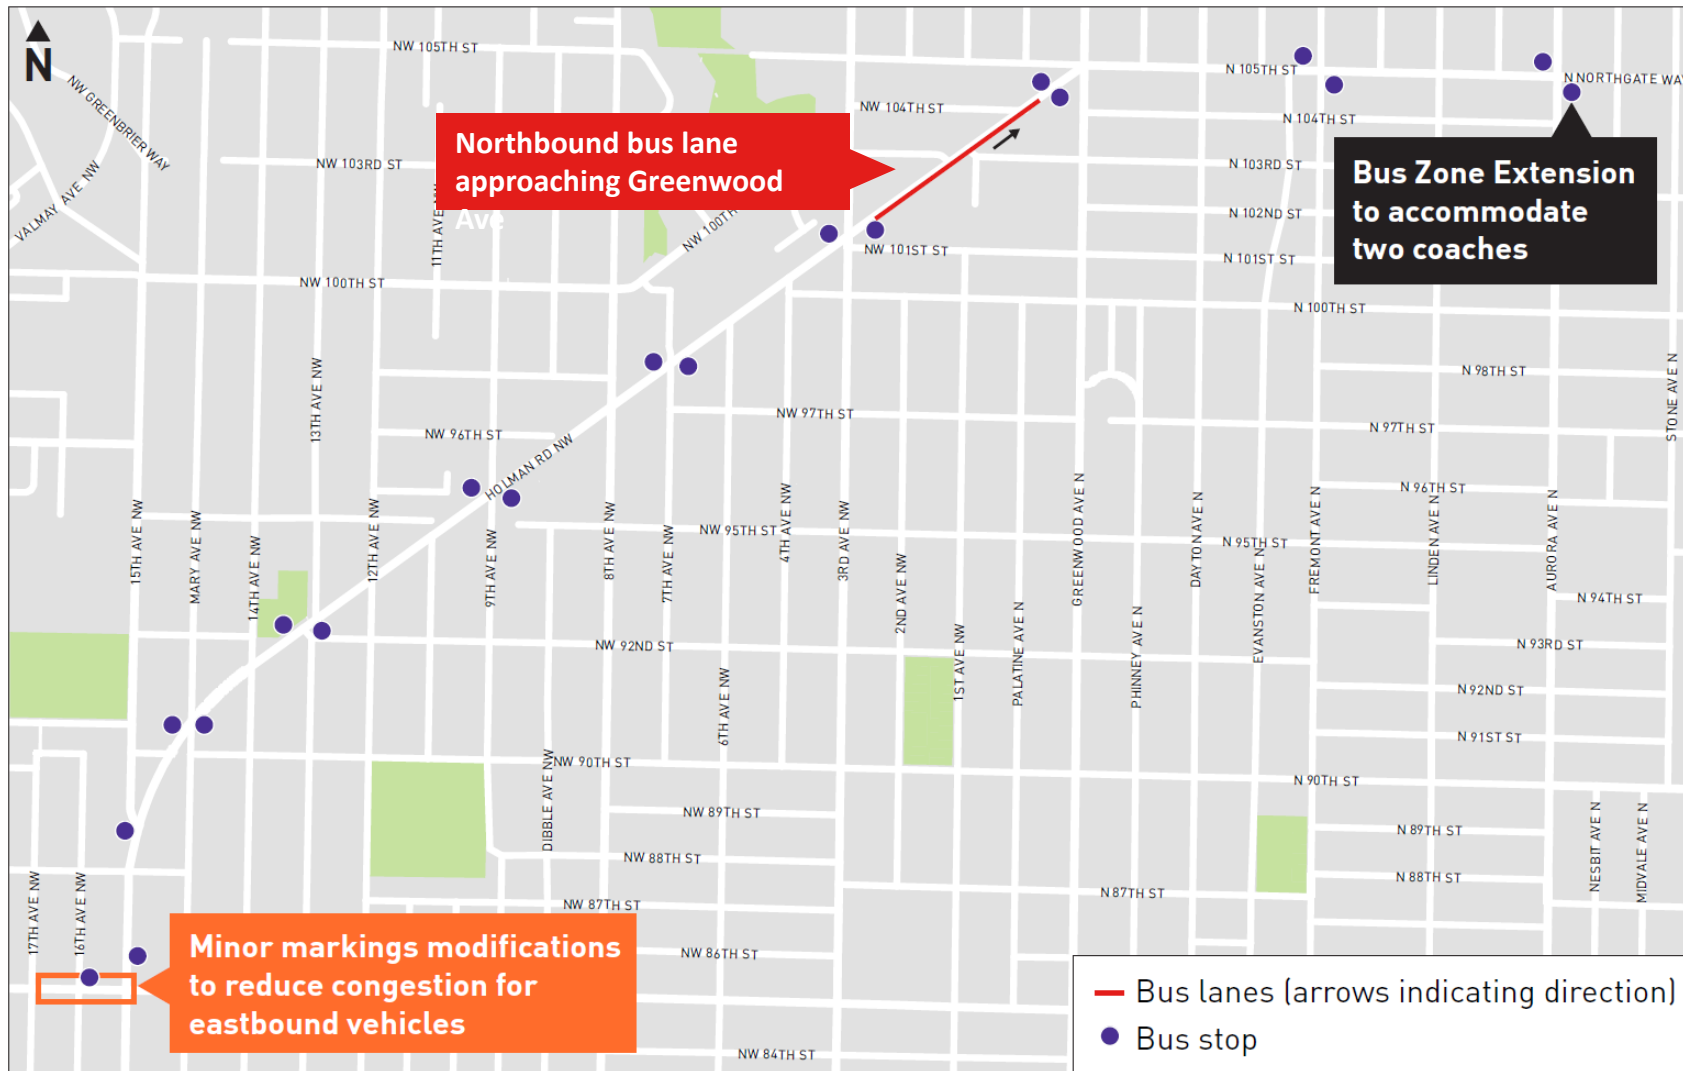 N
NW 105TH ST
NW GREENBRIER WAY
VALMAY AVE NW
NW 103RD ST
11TH AVE NW
NW 100TH
NW 104TH ST
NW 101ST ST
NW 100TH ST
Northbound bus lane
approaching Greenwood
Ave
N 105TH ST
N NORTHGATE WAY
N 104TH ST
N 103RD ST
N 102ND ST
N 101ST ST
N 100TH ST
Bus Zone Extension
to accommodate
two coaches
N 98TH ST
STONE AVE N
13TH AVE NW
NW 97TH ST
N 97TH ST
NW 96TH ST
HOLMAN RD NW
N 96TH ST
15TH AVE NW
MARY AVE NW
14TH AVE NW
12TH AVE NW
9TH AVE NW
8TH AVE NW
7TH AVE NW
NW 95TH ST
4TH AVE NW
3RD AVE NW
2ND AVE NW
1ST AVE NW
PALATINE AVE N
GREENWOOD AVE N
PHINNEY AVE N
DAYTON AVE N
N 95TH ST
EVANSTON AVE N
FREMONT AVE N
LINDEN AVE N
AURORA AVE N
N 94TH ST
NW 92ND ST
N 93RD ST
6TH AVE NW
N 92ND ST
N 91ST ST
NW 90TH ST
N 90TH ST
DIBBLE AVE NW
NW 89TH ST
N 89TH ST
NESBIT AVE N
MIDVALE AVE N
NW 88TH ST
N 88TH ST
17TH AVE NW
16TH AVE NW
NW 87TH ST
N 87TH ST
NW 86TH ST
Minor markings modifications
to reduce congestion for
eastbound vehicles
NW 84TH ST
Bus lanes (arrows indicating direction)
Bus stop